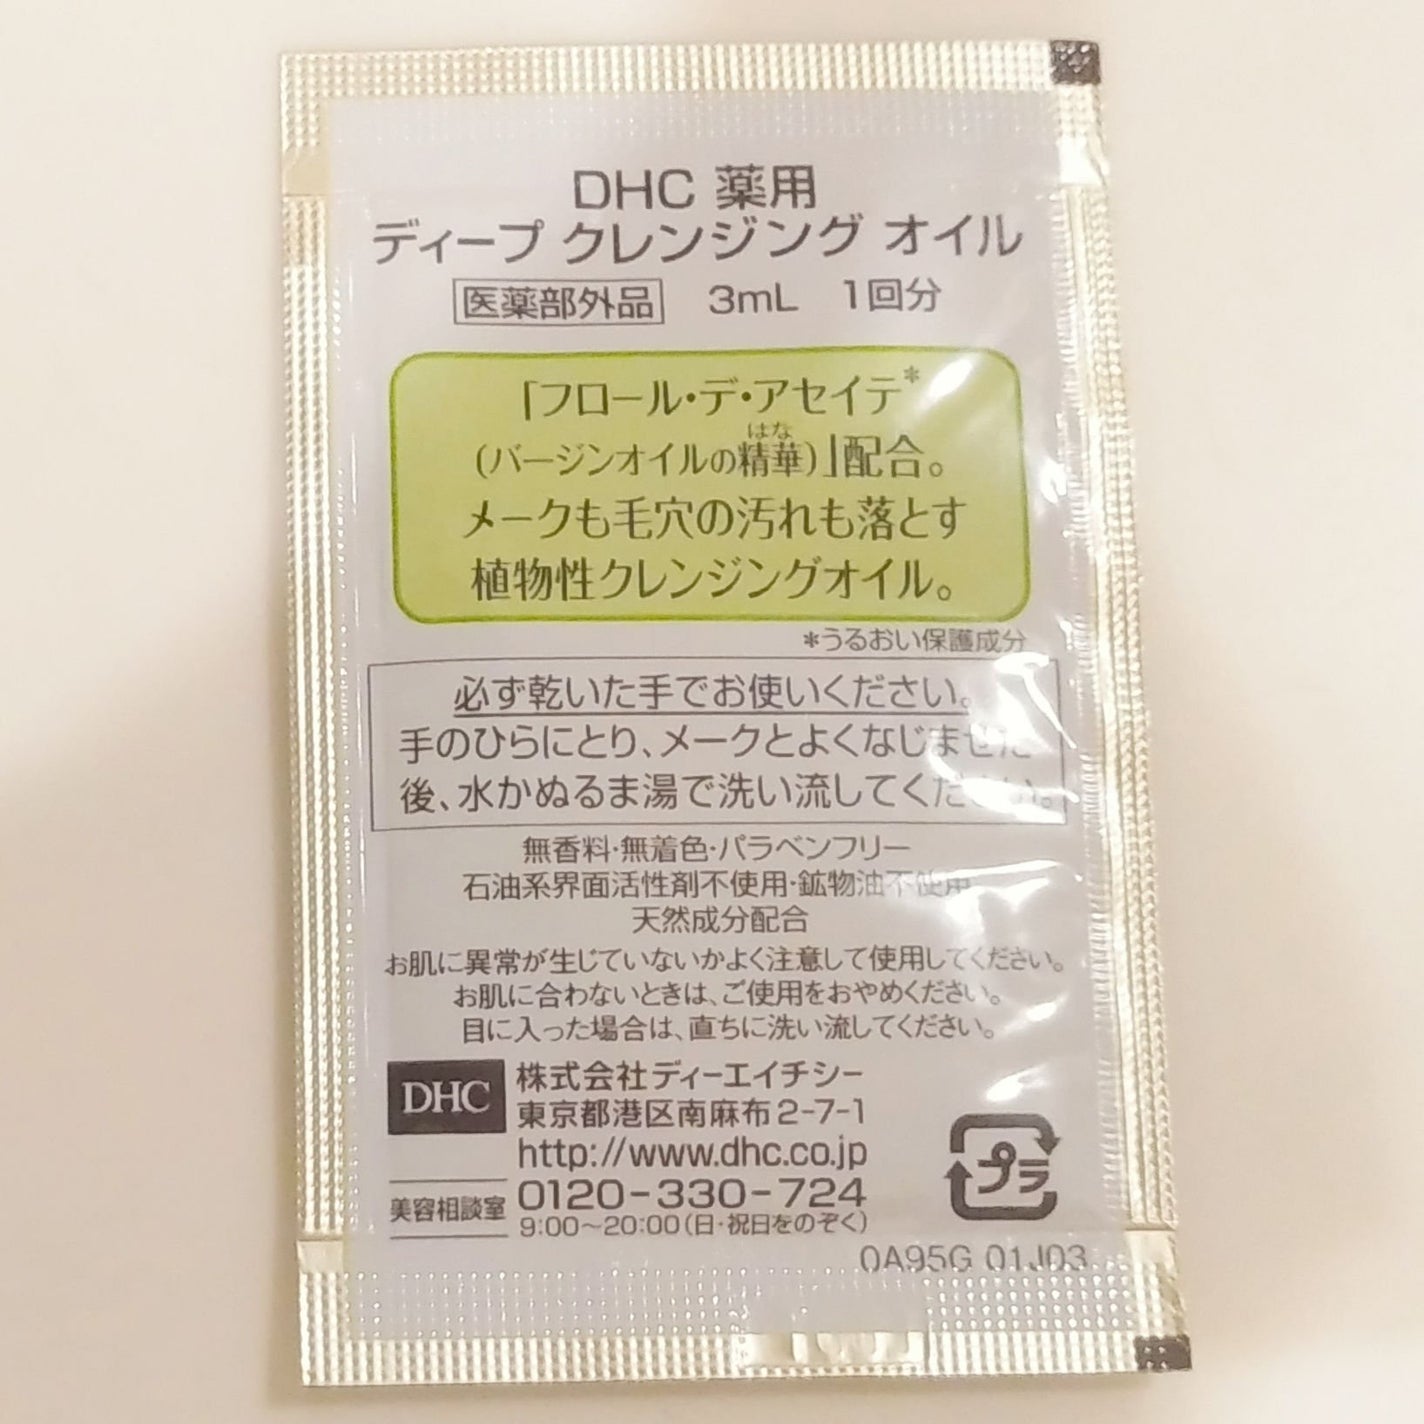 DHC 薬用
ディープ クレンジング オイル
医薬部外品 3mL 1回分
「フロール・デ・アセイテ*
はな
(バージンオイルの精華)」配合。
メークも毛穴の汚れも落とす
植物性クレンジングオイル。
*うるおい保護成分
必ず乾いた手でお使いください。
手のひらにとり、メークとよくなじませた
後、水かぬるま湯で洗い流してください。
無香料・無着色・パラベンフリー
石油系界面活性剤不使用・鉱物油不使用
天然成分配合
お肌に異常が生じていないかよく注意して使用してください。
お肌に合わないときは、ご使用をおやめください。
目に入った場合は、直ちに洗い流してください。
DHC 株式会社ディーエイチシー
東京都港区南麻布2-7-1
http://www.dhc.co.jp
美容相談室 0120-330-724
9:00〜20:00(日・祝日をのぞく)
プラ
0A95G 01J03